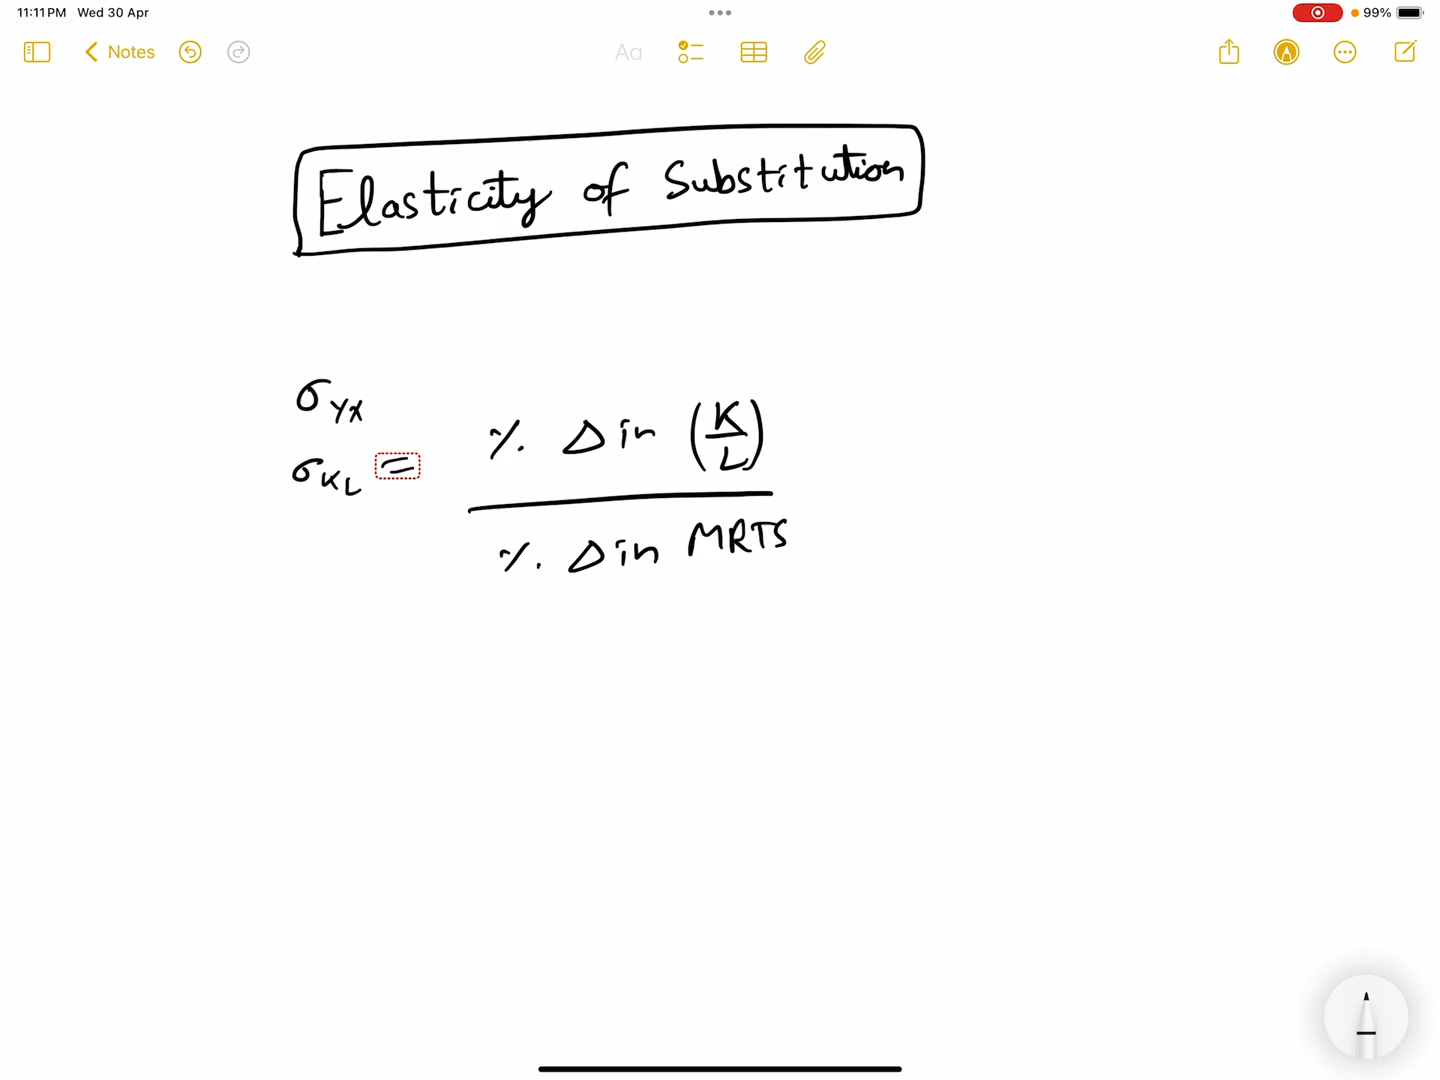 11:11 PM Wed 30 Apr
99%
Notes
Aa
Elasticity of Substitution
σYX
σKL = % Δ in (K/L)
% Δ in MRTS